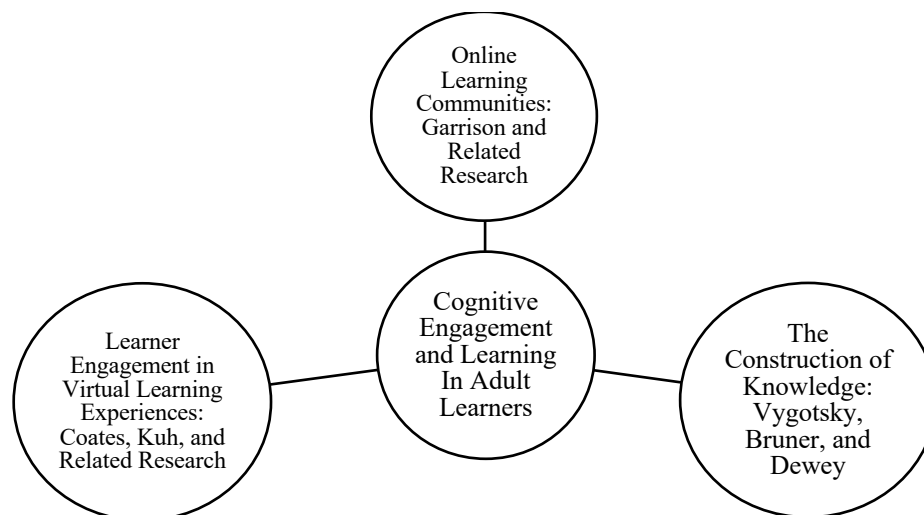 Online
Learning
Communities:
Garrison and
Related
Research
Cognitive
Engagement
and Learning
In Adult
Learners
Learner
Engagement in
Virtual Learning
Experiences:
Coates, Kuh, and
Related Research
The
Construction of
Knowledge:
Vygotsky,
Bruner, and
Dewey